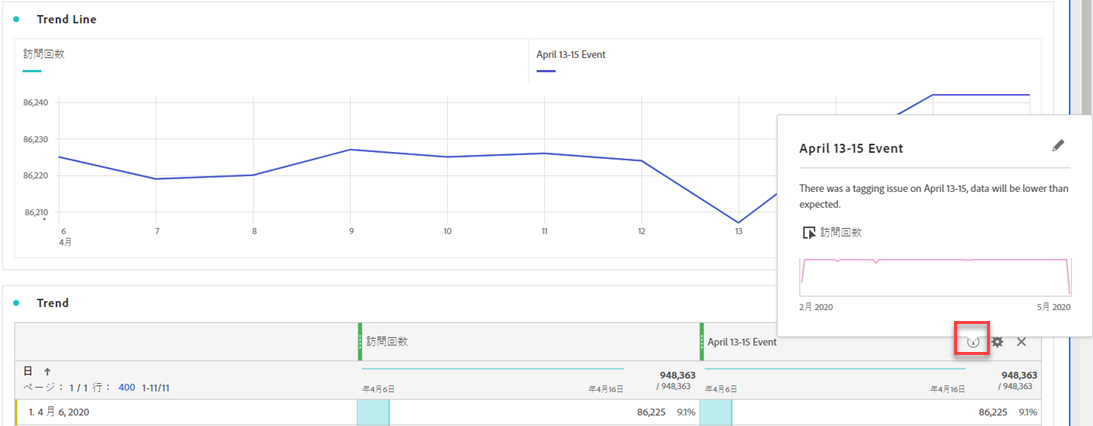 Trend Line
訪問回数
April 13-15 Event
86,240
86,230
86,220
86,210
6 7 8 9 10 11 12 13
4月
April 13-15 Event
There was a tagging issue on April 13-15, data will be lower than
expected.
訪問回数
2月 2020 5月 2020
Trend
訪問回数 April 13-15 Event
日 ↑
948,363 948,363
ページ： 1 / 1 行： 400 1-11/11
年4月6日 年4月16日 / 948,363 年4月6日 年4月16日 / 948,363
1. 4 月 6, 2020 86,225 9.1% 86,225 9.1%